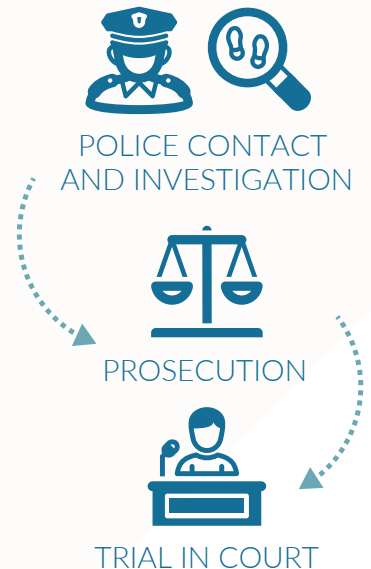 POLICE CONTACT
AND INVESTIGATION
PROSECUTION
TRIAL IN COURT